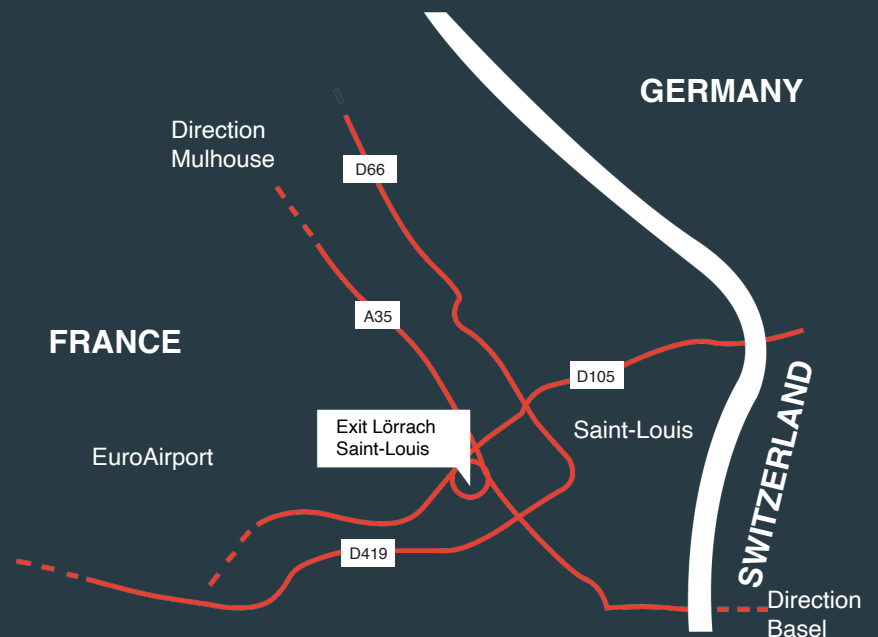 GERMANY
Direction
Mulhouse
D66
A35
FRANCE
D105
Exit Lörrach
Saint-Louis
Saint-Louis
EuroAirport
SWITZERLAND
D419
Direction
Basel